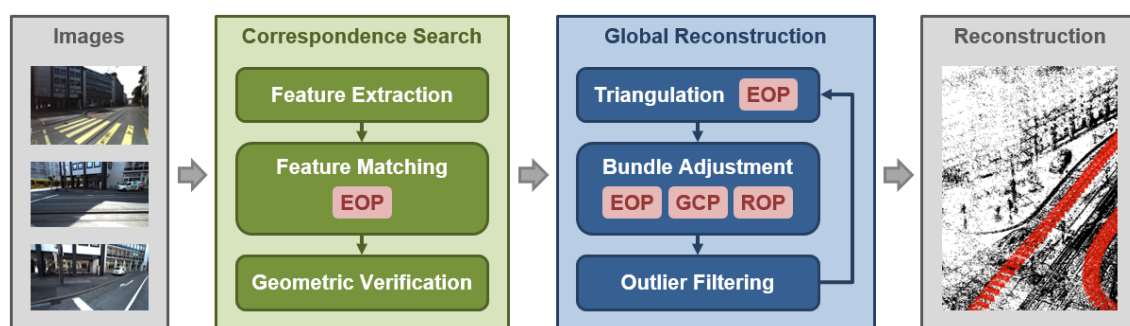 Images
Correspondence Search
Feature Extraction
Feature Matching
EOP
Geometric Verification
Global Reconstruction
Triangulation EOP
Bundle Adjustment
EOP GCP ROP
Outlier Filtering
Reconstruction